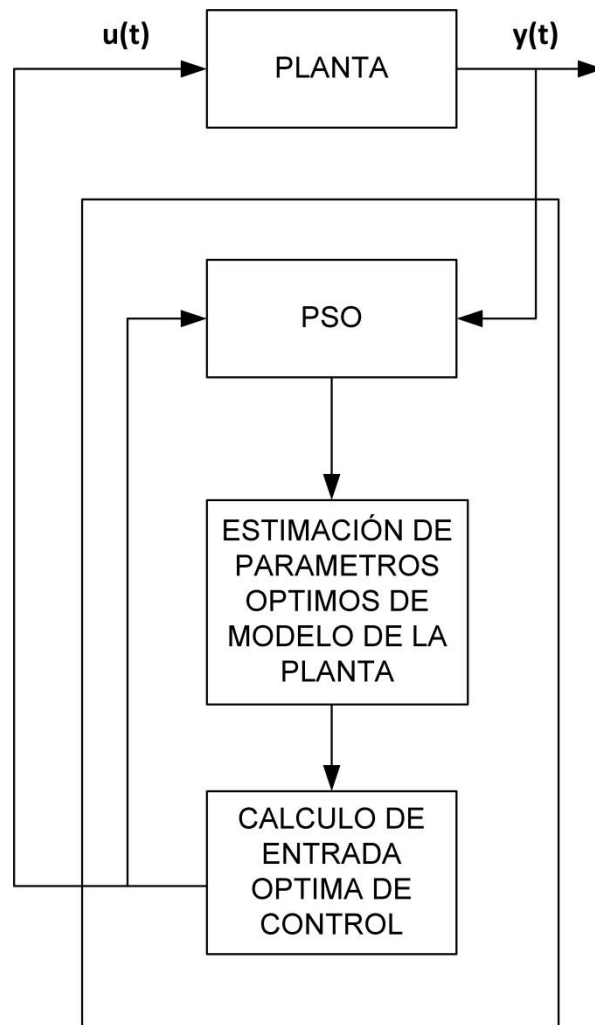 u(t)
y(t)
PLANTA
PSO
ESTIMACIÓN DE
PARAMETROS
OPTIMOS DE
MODELO DE LA
PLANTA
CALCULO DE
ENTRADA
OPTIMA DE
CONTROL